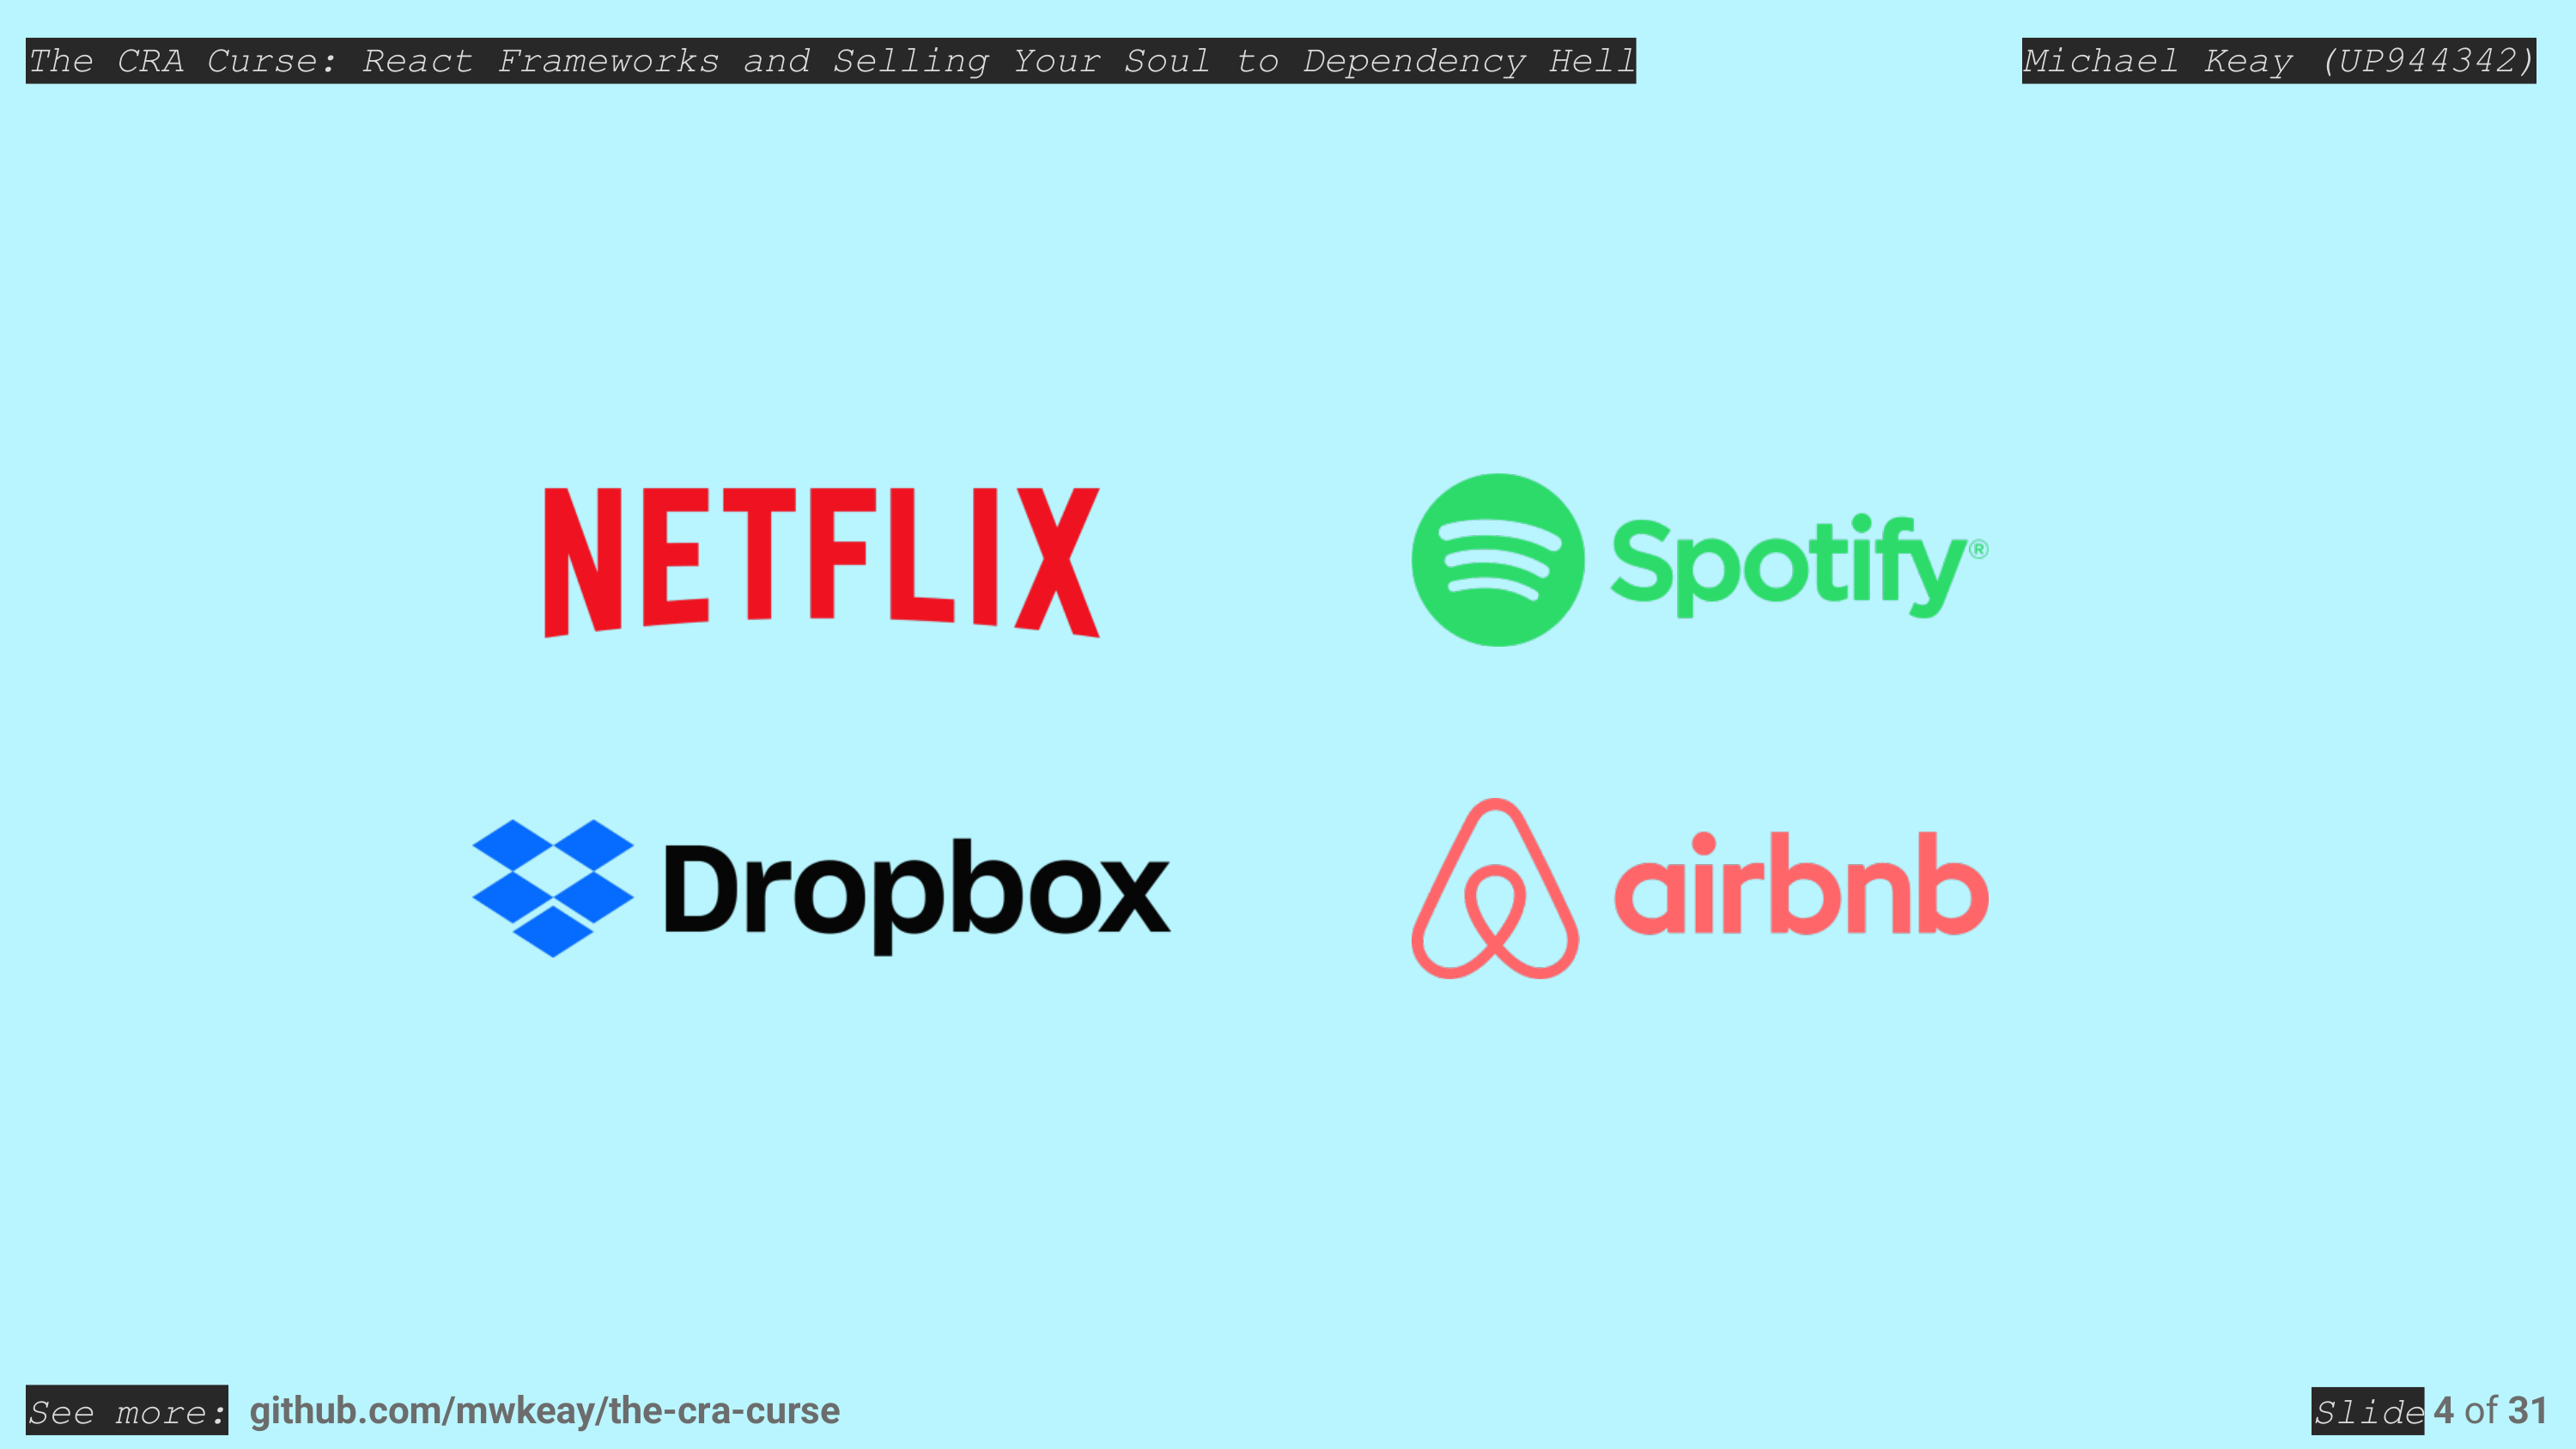 The CRA Curse: React Frameworks and Selling Your Soul to Dependency Hell
Michael Keay (UP944342)
NETFLIX
Spotify®
Dropbox
airbnb
See more: github.com/mwkeay/the-cra-curse
Slide 4 of 31